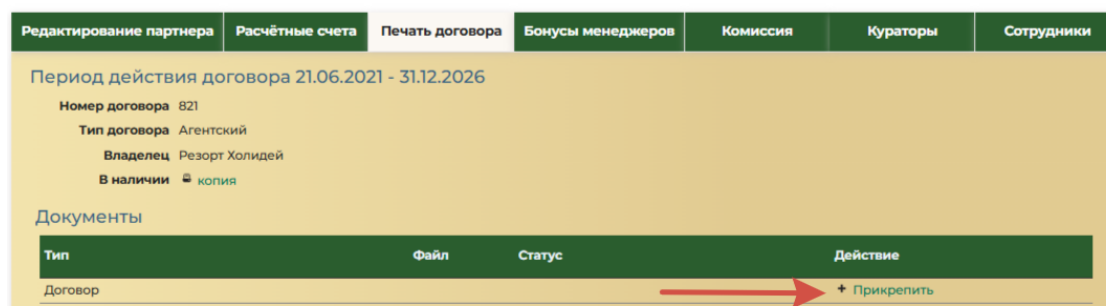 Редактирование партнера Расчётные счета Печать договора Бонусы менеджеров Комиссия Кураторы Сотрудники
Период действия договора 21.06.2021 - 31.12.2026
Номер договора 821
Тип договора Агентский
Владелец Резорт Холидей
В наличии копия
Документы
Тип Файл Статус Действие
Договор + Прикрепить